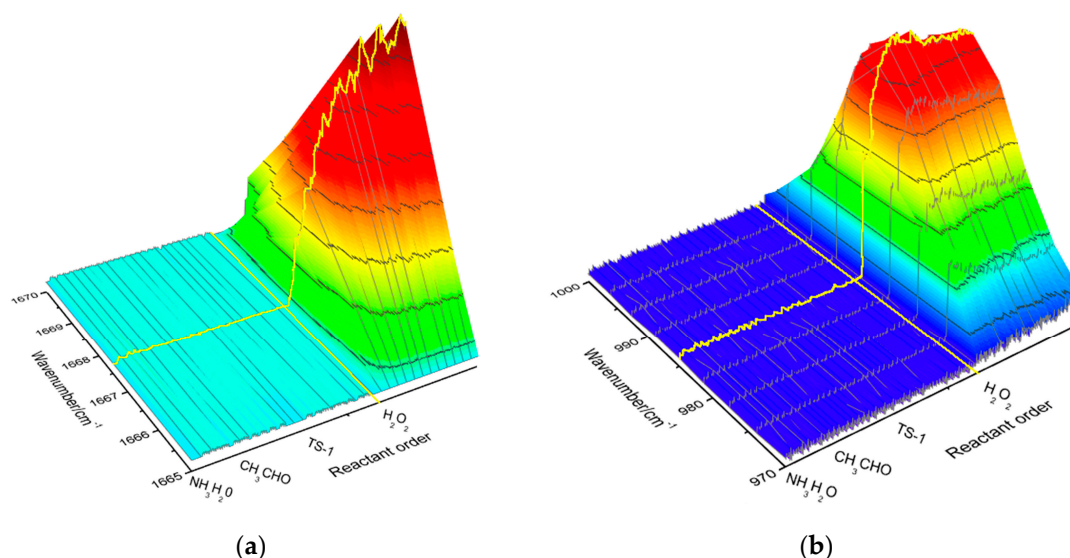 1670
1669
1668
1667
1666
1665
Wavenumber/cm⁻¹
NH₃H₂0
CH₃CHO
TS-1
H₂O₂
Reactant order
(a)
1000
990
980
970
Wavenumber/cm⁻¹
NH₃H₂O
CH₃CHO
TS-1
H₂O₂
Reactant order
(b)